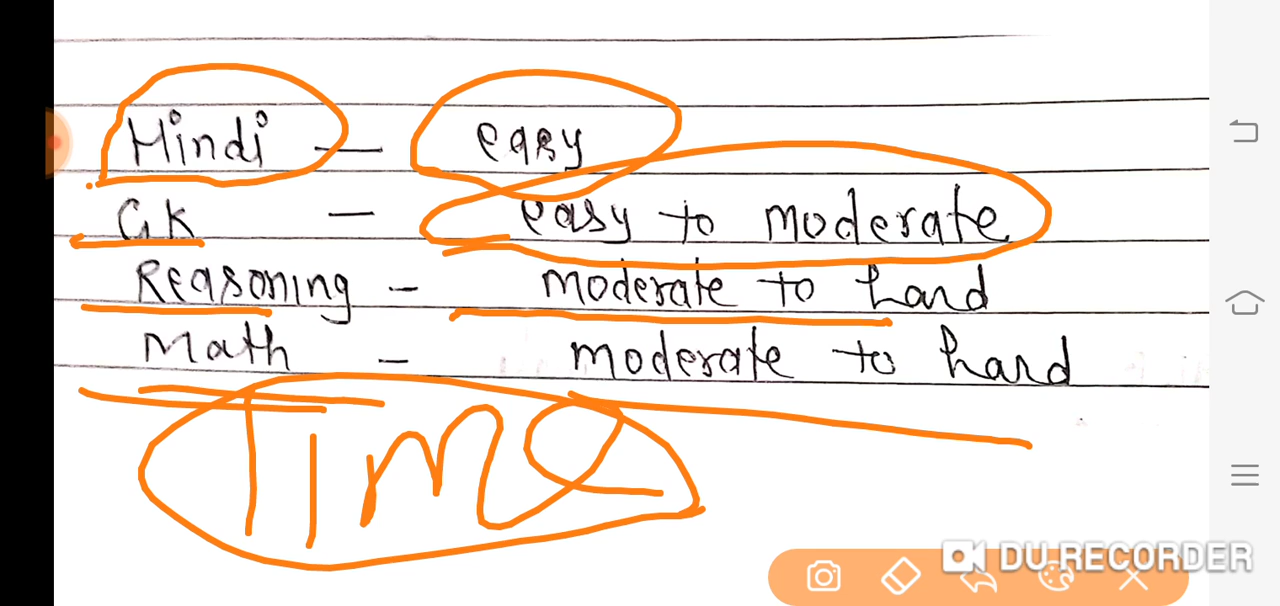 Hindi — easy
GK — easy to moderate
Reasoning - moderate to hard
Math - moderate to hard
Time
DU RECORDER